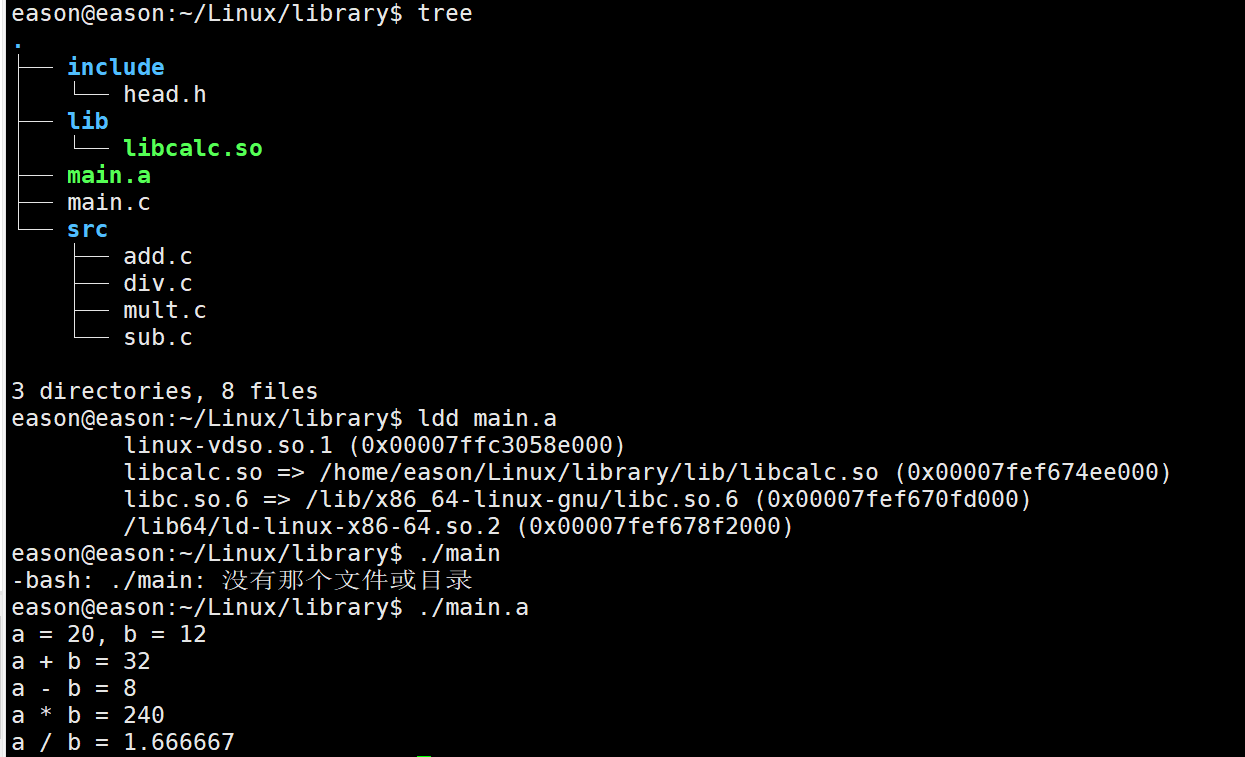 eason@eason:~/Linux/library$ tree
.
├── include
│   └── head.h
├── lib
│   └── libcalc.so
├── main.a
├── main.c
└── src
    ├── add.c
    ├── div.c
    ├── mult.c
    └── sub.c

3 directories, 8 files
eason@eason:~/Linux/library$ ldd main.a
        linux-vdso.so.1 (0x00007ffc3058e000)
        libcalc.so => /home/eason/Linux/library/lib/libcalc.so (0x00007fef674ee000)
        libc.so.6 => /lib/x86_64-linux-gnu/libc.so.6 (0x00007fef670fd000)
        /lib64/ld-linux-x86-64.so.2 (0x00007fef678f2000)
eason@eason:~/Linux/library$ ./main
-bash: ./main: 没有那个文件或目录
eason@eason:~/Linux/library$ ./main.a
a = 20, b = 12
a + b = 32
a - b = 8
a * b = 240
a / b = 1.666667